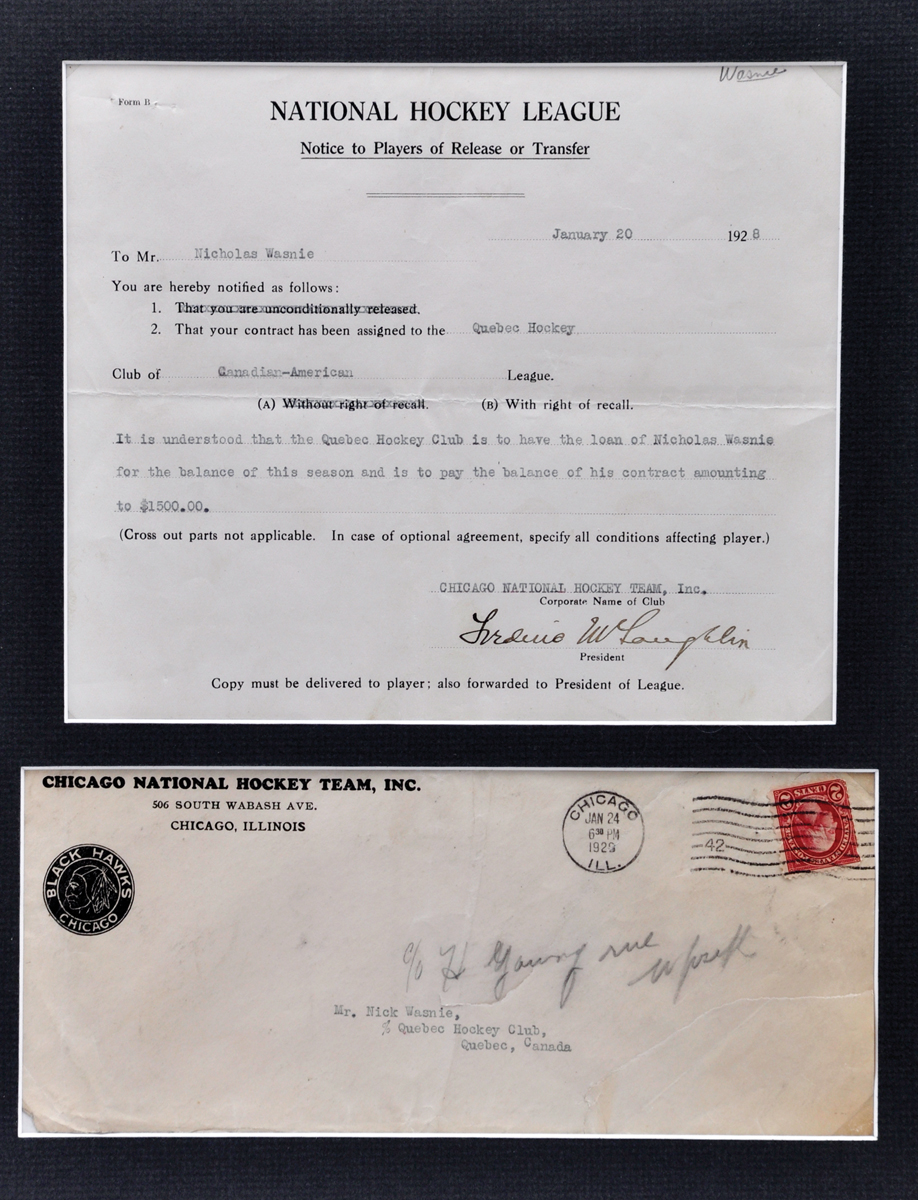 Wasnie
Form B
NATIONAL HOCKEY LEAGUE
Notice to Players of Release or Transfer
January 20 1928
To Mr. Nicholas Wasnie
You are hereby notified as follows:
1. That you are unconditionally released.
2. That your contract has been assigned to the Quebec Hockey
Club of Canadian-American League.
(A) Without right of recall. (B) With right of recall.
It is understood that the Quebec Hockey Club is to have the loan of Nicholas Wasnie
for the balance of this season and is to pay the balance of his contract amounting
to $1500.00.
(Cross out parts not applicable. In case of optional agreement, specify all conditions affecting player.)
CHICAGO NATIONAL HOCKEY TEAM, Inc.
Corporate Name of Club
Frederic McLaughlin
President
Copy must be delivered to player; also forwarded to President of League.
CHICAGO NATIONAL HOCKEY TEAM, INC.
506 SOUTH WABASH AVE.
CHICAGO, ILLINOIS
BLACK HAWKS
CHICAGO
CHICAGO
JAN 24
6 30 PM
1929
ILL.
42
2 CENTS 2
c/o H Young rue
Mr. Nick Wasnie,
% Quebec Hockey Club,
Quebec, Canada